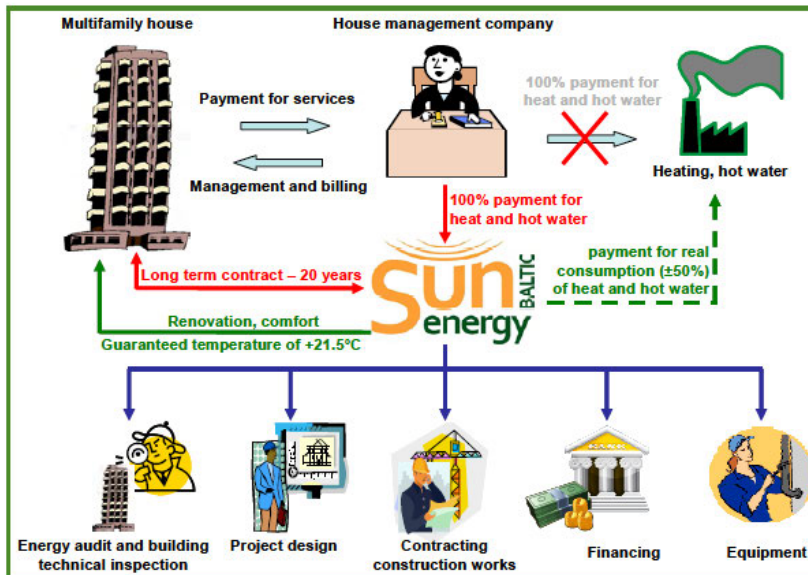 Multifamily house
House management company
Payment for services
100% payment for
heat and hot water
Management and billing
Heating, hot water
100% payment for
heat and hot water
payment for real
consumption (±50%)
of heat and hot water
Long term contract – 20 years
Sun
energy
BALTIC
Renovation, comfort
Guaranteed temperature of +21.5°C
Energy audit and building
technical inspection
Project design
Contracting
construction works
Financing
Equipment